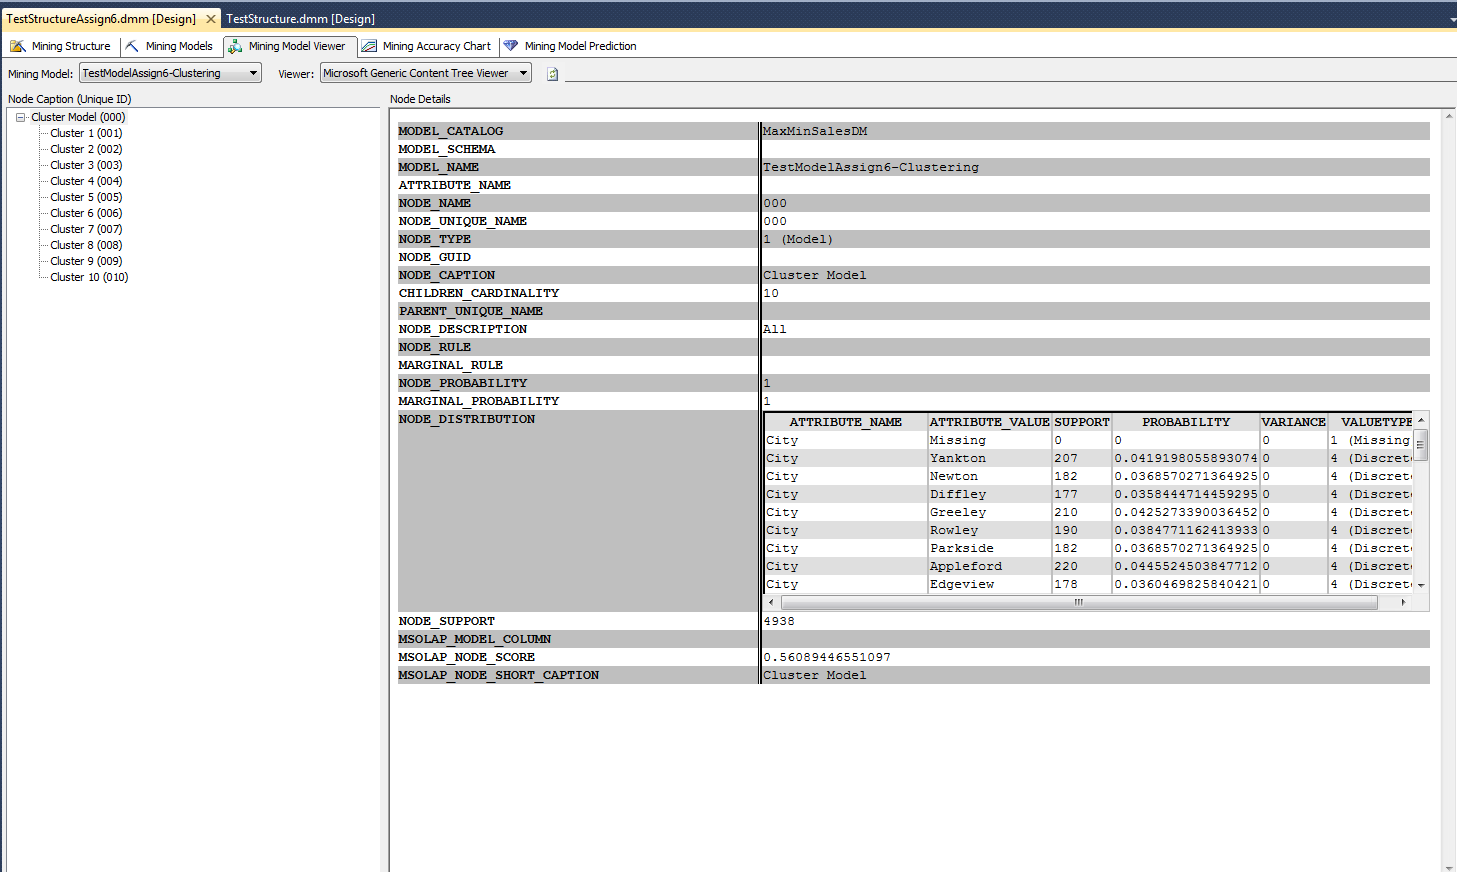 TestStructureAssign6.dmm [Design] TestStructure.dmm [Design]
Mining Structure Mining Models Mining Model Viewer Mining Accuracy Chart Mining Model Prediction
Mining Model: TestModelAssign6-Clustering Viewer: Microsoft Generic Content Tree Viewer
Node Caption (Unique ID)
Cluster Model (000)
Cluster 1 (001)
Cluster 2 (002)
Cluster 3 (003)
Cluster 4 (004)
Cluster 5 (005)
Cluster 6 (006)
Cluster 7 (007)
Cluster 8 (008)
Cluster 9 (009)
Cluster 10 (010)
Node Details
MODEL_CATALOG MaxMinSalesDM
MODEL_SCHEMA
MODEL_NAME TestModelAssign6-Clustering
ATTRIBUTE_NAME
NODE_NAME 000
NODE_UNIQUE_NAME 000
NODE_TYPE 1 (Model)
NODE_GUID
NODE_CAPTION Cluster Model
CHILDREN_CARDINALITY 10
PARENT_UNIQUE_NAME
NODE_DESCRIPTION All
NODE_RULE
MARGINAL_RULE
NODE_PROBABILITY 1
MARGINAL_PROBABILITY 1
NODE_DISTRIBUTION
ATTRIBUTE_NAME ATTRIBUTE_VALUE SUPPORT PROBABILITY VARIANCE VALUETYPE
City Missing 0 0 0 1 (Missing
City Yankton 207 0.0419198055893074 0 4 (Discret
City Newton 182 0.0368570271364925 0 4 (Discret
City Diffley 177 0.0358444714459295 0 4 (Discret
City Greeley 210 0.0425273390036452 0 4 (Discret
City Rowley 190 0.0384771162413933 0 4 (Discret
City Parkside 182 0.0368570271364925 0 4 (Discret
City Appleford 220 0.0445524503847712 0 4 (Discret
City Edgeview 178 0.0360469825840421 0 4 (Discret
NODE_SUPPORT 4938
MSOLAP_MODEL_COLUMN
MSOLAP_NODE_SCORE 0.56089446551097
MSOLAP_NODE_SHORT_CAPTION Cluster Model